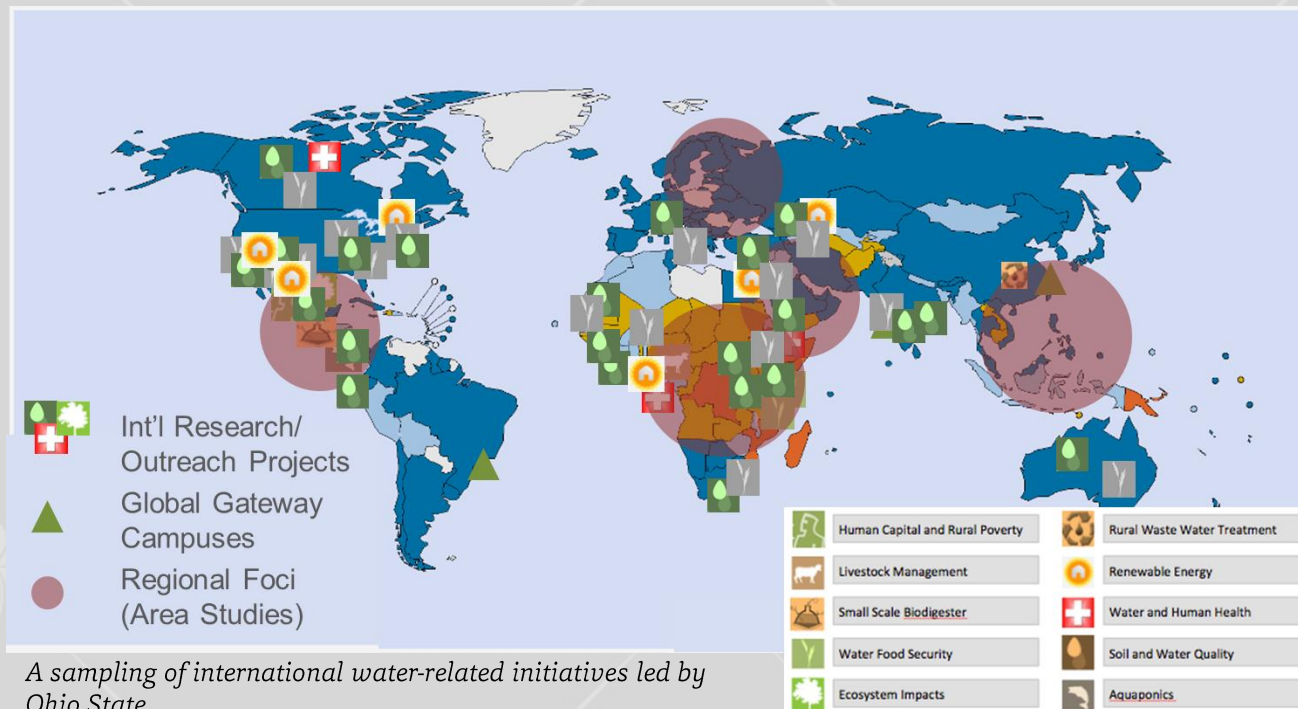 Int'l Research/
Outreach Projects
Global Gateway
Campuses
Regional Foci
(Area Studies)
Human Capital and Rural Poverty
Livestock Management
Small Scale Biodigester
Water Food Security
Ecosystem Impacts
Rural Waste Water Treatment
Renewable Energy
Water and Human Health
Soil and Water Quality
Aquaponics
A sampling of international water-related initiatives led by
Ohio State